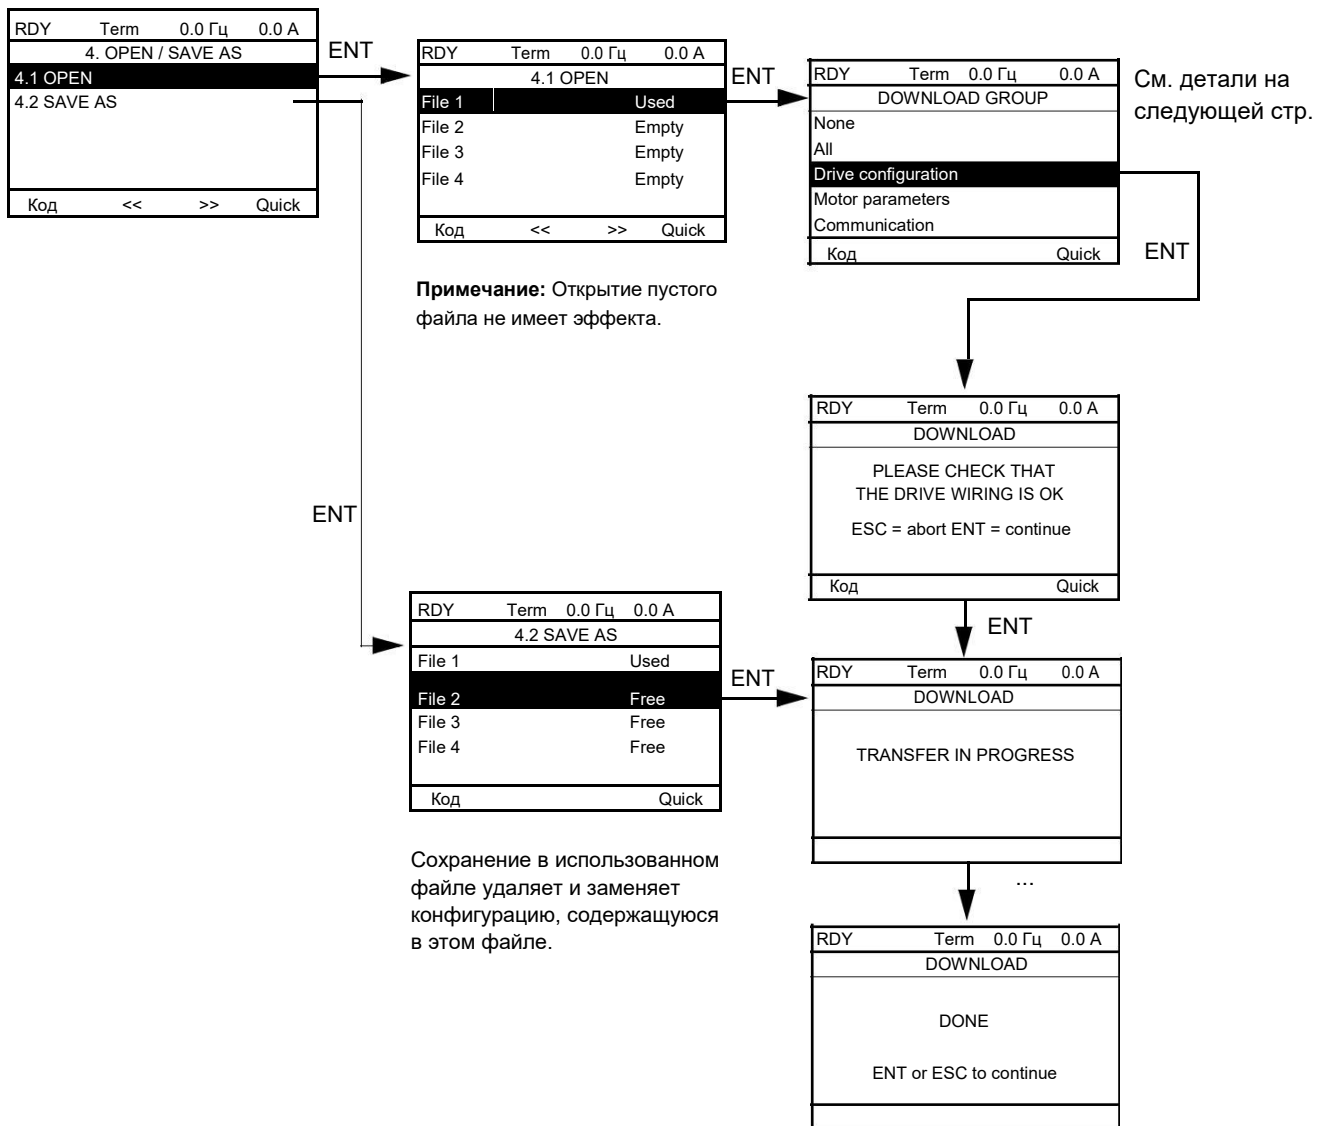 RDY Term 0.0 Гц 0.0 A
4. OPEN / SAVE AS
4.1 OPEN
4.2 SAVE AS
Код << >> Quick
ENT
RDY Term 0.0 Гц 0.0 A
4.1 OPEN
File 1 Used
File 2 Empty
File 3 Empty
File 4 Empty
Код << >> Quick
Примечание: Открытие пустого
файла не имеет эффекта.
ENT
RDY Term 0.0 Гц 0.0 A
DOWNLOAD GROUP
None
All
Drive configuration
Motor parameters
Communication
Код Quick
См. детали на
следующей стр.
ENT
RDY Term 0.0 Гц 0.0 A
DOWNLOAD
PLEASE CHECK THAT
THE DRIVE WIRING IS OK
ESC = abort ENT = continue
Код Quick
ENT
ENT
RDY Term 0.0 Гц 0.0 A
4.2 SAVE AS
File 1 Used
File 2 Free
File 3 Free
File 4 Free
Код Quick
Сохранение в использованном
файле удаляет и заменяет
конфигурацию, содержащуюся
в этом файле.
ENT
RDY Term 0.0 Гц 0.0 A
DOWNLOAD
TRANSFER IN PROGRESS
...
RDY Term 0.0 Гц 0.0 A
DOWNLOAD
DONE
ENT or ESC to continue